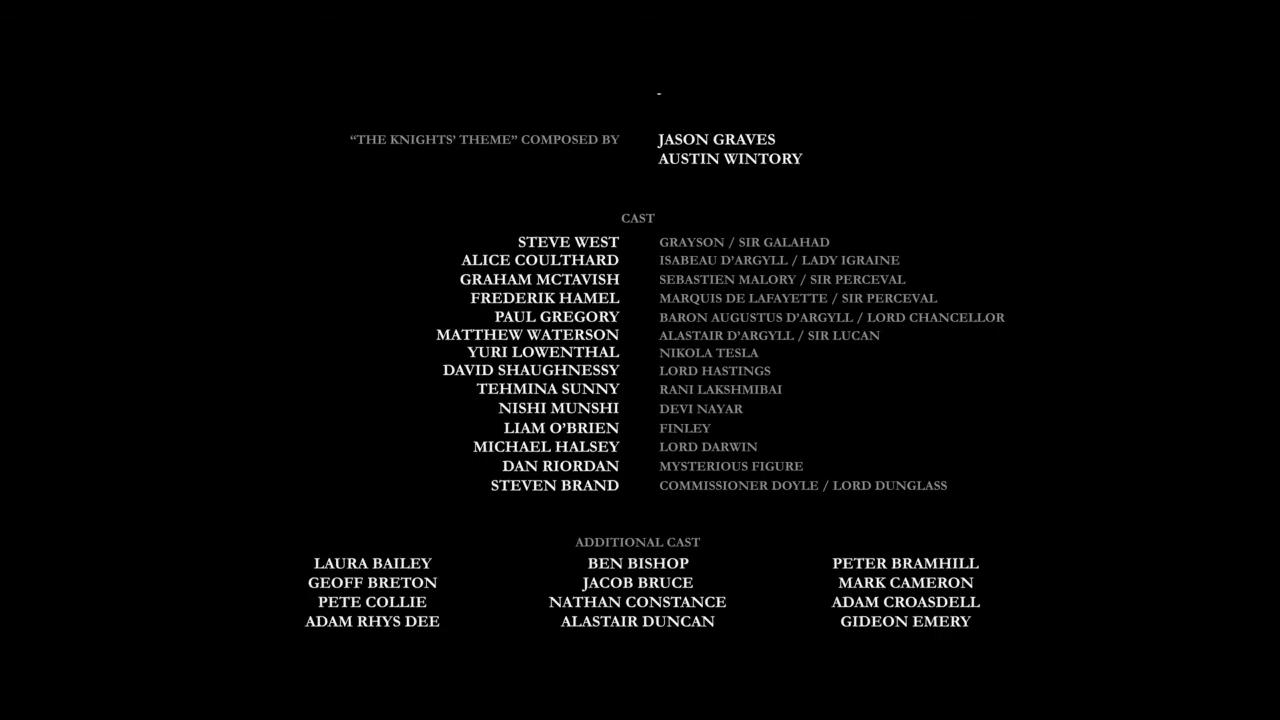 “THE KNIGHTS’ THEME” COMPOSED BY JASON GRAVES
AUSTIN WINTORY
CAST
STEVE WEST GRAYSON / SIR GALAHAD
ALICE COULTHARD ISABEAU D’ARGYLL / LADY IGRAINE
GRAHAM MCTAVISH SEBASTIEN MALORY / SIR PERCEVAL
FREDERIK HAMEL MARQUIS DE LAFAYETTE / SIR PERCEVAL
PAUL GREGORY BARON AUGUSTUS D’ARGYLL / LORD CHANCELLOR
MATTHEW WATERSON ALASTAIR D’ARGYLL / SIR LUCAN
YURI LOWENTHAL NIKOLA TESLA
DAVID SHAUGHNESSY LORD HASTINGS
TEHMINA SUNNY RANI LAKSHMIBAI
NISHI MUNSHI DEVI NAYAR
LIAM O’BRIEN FINLEY
MICHAEL HALSEY LORD DARWIN
DAN RIORDAN MYSTERIOUS FIGURE
STEVEN BRAND COMMISSIONER DOYLE / LORD DUNGLASS
ADDITIONAL CAST
LAURA BAILEY BEN BISHOP PETER BRAMHILL
GEOFF BRETON JACOB BRUCE MARK CAMERON
PETE COLLIE NATHAN CONSTANCE ADAM CROASDELL
ADAM RHYS DEE ALASTAIR DUNCAN GIDEON EMERY